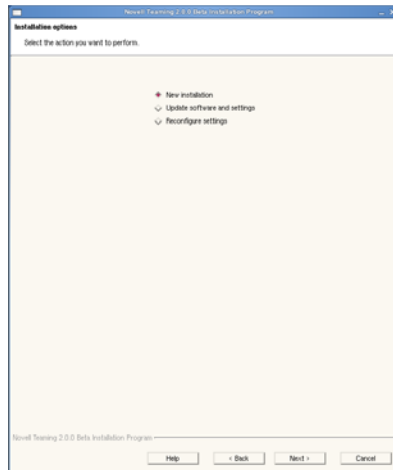 Novell Teaming 2.0.0 Beta Installation Program
Installation options
Select the action you want to perform.
New installation
Update software and settings
Reconfigure settings
Novell Teaming 2.0.0 Beta Installation Program
Help
< Back
Next >
Cancel